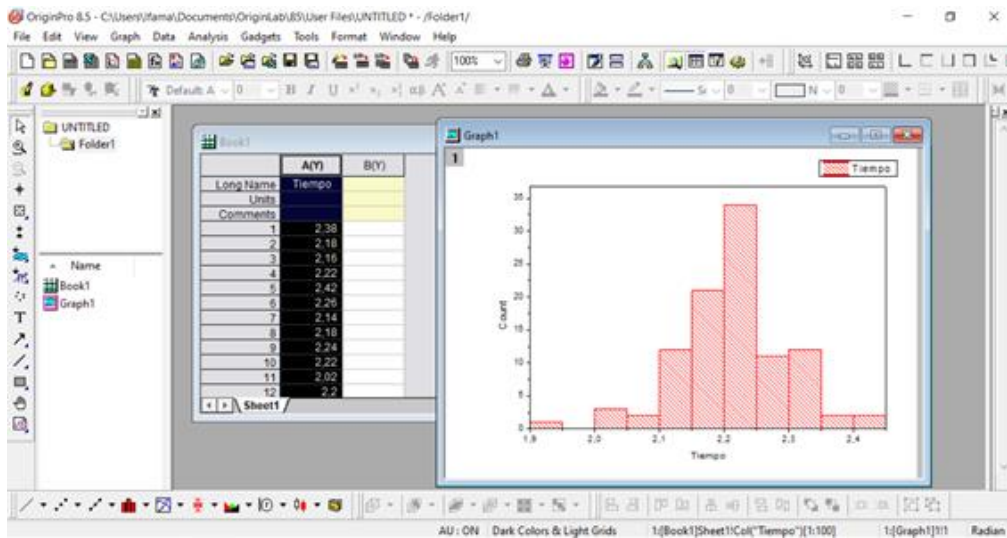 OriginPro 8.5 - C:\Users\lfama\Documents\OriginLab\85\User Files\UNTITLED * - /Folder1/
File Edit View Graph Data Analysis Gadgets Tools Format Window Help
100%
Default: A 0 B I U
0 N 0
UNTITLED
Folder1
Name
Book1
Graph1
Book1
A(Y) B(Y)
Long Name Tiempo
Units
Comments
1 2,38
2 2,18
3 2,16
4 2,22
5 2,42
6 2,26
7 2,14
8 2,18
9 2,24
10 2,22
11 2,02
12 2,2
Sheet1
Graph1
1
Tiempo
35
30
25
20
15
10
5
0
Count
1,9 2,0 2,1 2,2 2,3 2,4
Tiempo
AU : ON Dark Colors & Light Grids 1:[Book1]Sheet1!Col("Tiempo")[1:100] 1:[Graph1]1!1 Radian